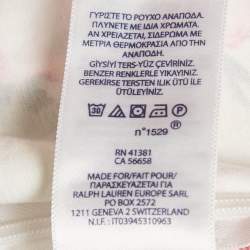 ΓΥΡΙΣΤΕ ΤΟ ΡΟΥΧΟ ΑΝΑΠΟΔΑ.
ΠΛΥΝΕΤΕ ΜΕ ΙΔΙΑ ΧΡΩΜΑΤΑ.
ΑΝ ΧΡΕΙΑΖΕΤΑΙ, ΣΙΔΕΡΩΜΑ ΜΕ
ΜΕΤΡΙΑ ΘΕΡΜΟΚΡΑΣΙΑ ΑΠΟ ΤΗΝ
ΑΝΑΠΟΔΗ.
GİYSİYİ TERS YÜZ ÇEVİRİNİZ.
BENZER RENKLERLE YIKAYINIZ.
GEREKİRSE TERSTEN ILIK ÜTÜ İLE
ÜTÜLEYİNİZ.
30
n°1529
RN 41381
CA 56658
MADE FOR/FAIT POUR/
ΠΑΡΑΣΚΕΥΑΖΕΤΑΙ ΓΙΑ
RALPH LAUREN EUROPE SARL
PO BOX 2572
1211 GENEVA 2 SWITZERLAND
N.I.F.: IT03945310963